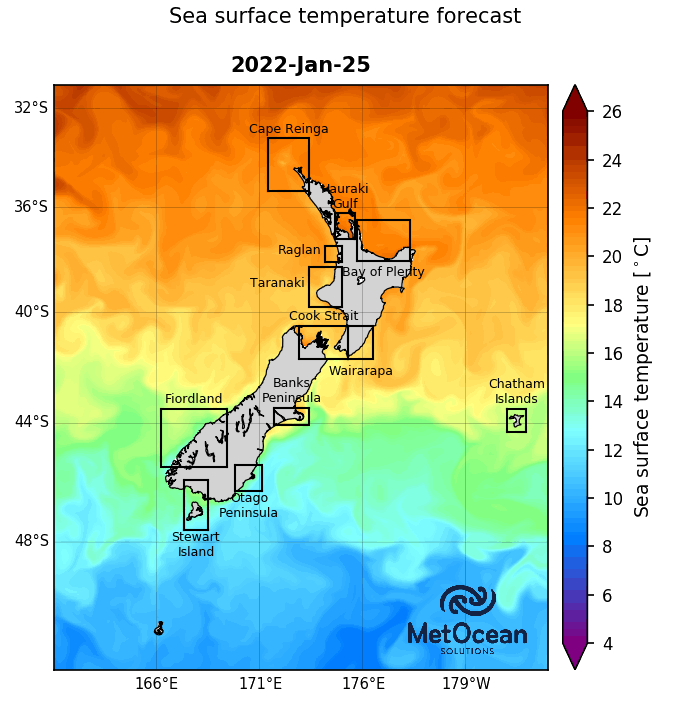 Sea surface temperature forecast
2022-Jan-25
32°S
36°S
40°S
44°S
48°S
166°E
171°E
176°E
179°W
Cape Reinga
Hauraki
Gulf
Raglan
Bay of Plenty
Taranaki
Cook Strait
Wairarapa
Banks
Peninsula
Fiordland
Chatham
Islands
Otago
Peninsula
Stewart
Island
MetOcean
SOLUTIONS
26
24
22
20
18
16
14
12
10
8
6
4
Sea surface temperature [°C]